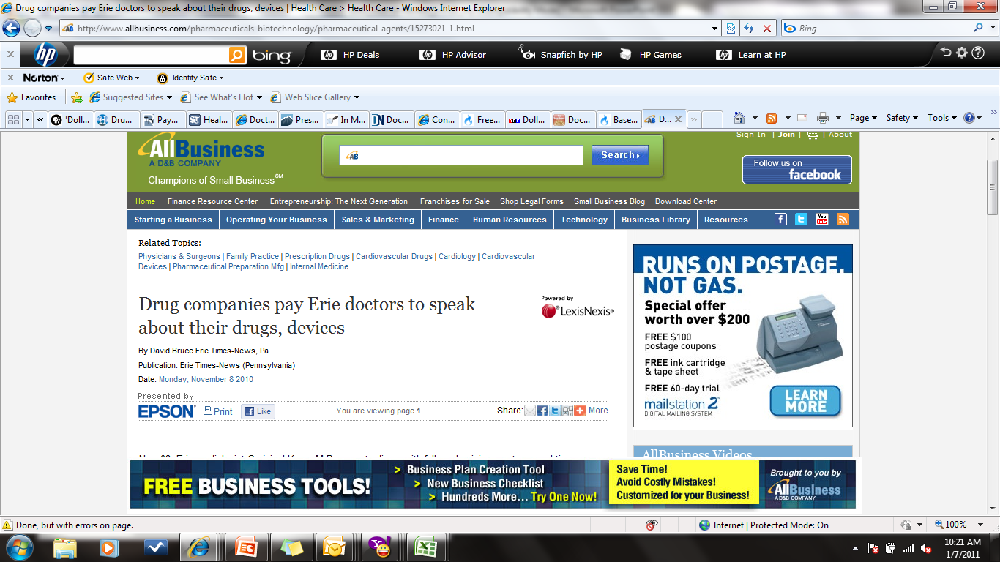 Drug companies pay Erie doctors to speak about their drugs, devices | Health Care > Health Care - Windows Internet Explorer
http://www.allbusiness.com/pharmaceuticals-biotechnology/pharmaceutical-agents/15273021-1.html
Bing
hp bing HP Deals HP Advisor Snapfish by HP HP Games Learn at HP
Norton Safe Web Identity Safe
Favorites Suggested Sites See What's Hot Web Slice Gallery
'Doll... Dru... Pay... Heal... Doct... Pres... In M... Doc... Con... Free... Doll... Doc... Base... D... Page Safety Tools
Sign In | Join | | About
AllBusiness
A D&B COMPANY
Champions of Small Business SM
AB Search
Follow us on
facebook
Home Finance Resource Center Entrepreneurship: The Next Generation Franchises for Sale Shop Legal Forms Small Business Blog Download Center
Starting a Business Operating Your Business Sales & Marketing Finance Human Resources Technology Business Library Resources
Related Topics:
Physicians & Surgeons | Family Practice | Prescription Drugs | Cardiovascular Drugs | Cardiology | Cardiovascular
Devices | Pharmaceutical Preparation Mfg | Internal Medicine
Drug companies pay Erie doctors to speak
about their drugs, devices
Powered by
LexisNexis®
By David Bruce Erie Times-News, Pa.
Publication: Erie Times-News (Pennsylvania)
Date: Monday, November 8 2010
Presented by
EPSON Print Like You are viewing page 1 Share: More
RUNS ON POSTAGE.
NOT GAS.
Special offer
worth over $200
FREE $100
postage coupons
FREE ink cartridge
& tape sheet
FREE 60-day trial
mailstation 2
DIGITAL MAILING SYSTEM
LEARN
MORE
AllBusiness Videos
FREE BUSINESS TOOLS!
> Business Plan Creation Tool
> New Business Checklist
> Hundreds More... Try One Now!
Save Time!
Avoid Costly Mistakes!
Customized for your Business!
Brought to you by
AllBusiness
A D&B COMPANY
Done, but with errors on page. Internet | Protected Mode: On 100%
10:21 AM
1/7/2011